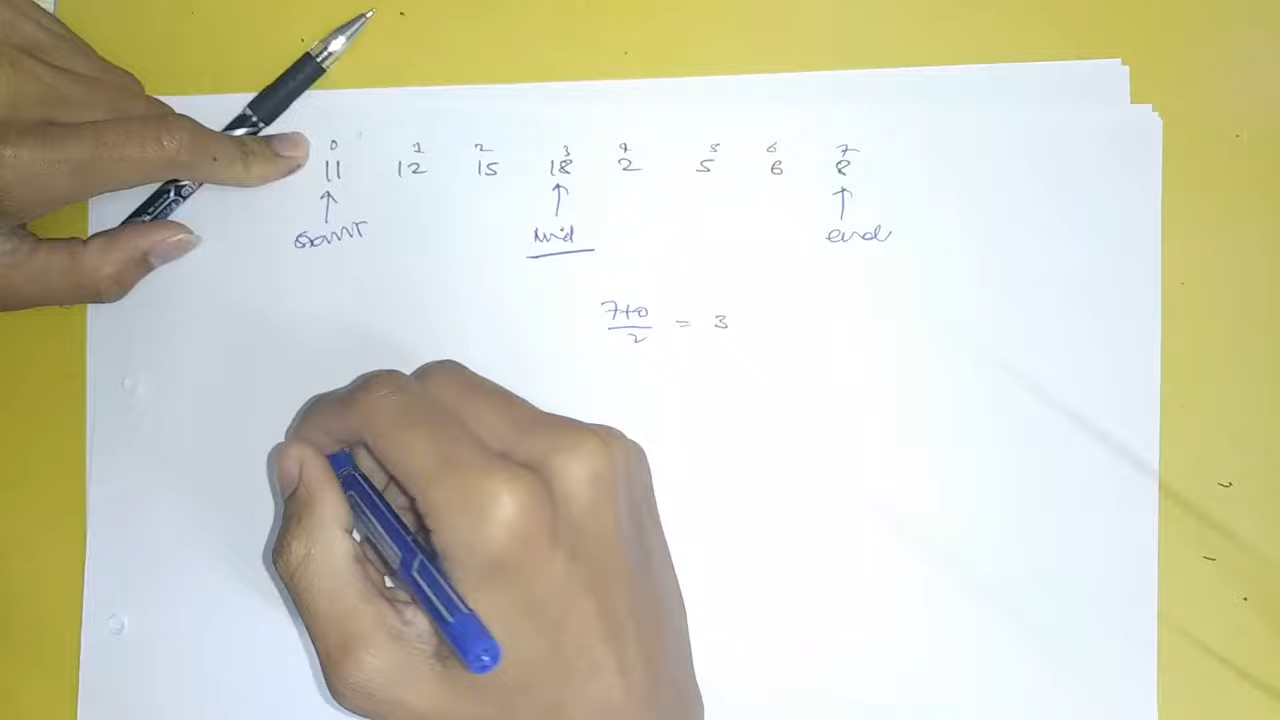 0 1 2 3 4 5 6 7
11 12 15 18 2 5 6 8
↑ ↑ ↑
start mid end
7+0
2
= 3